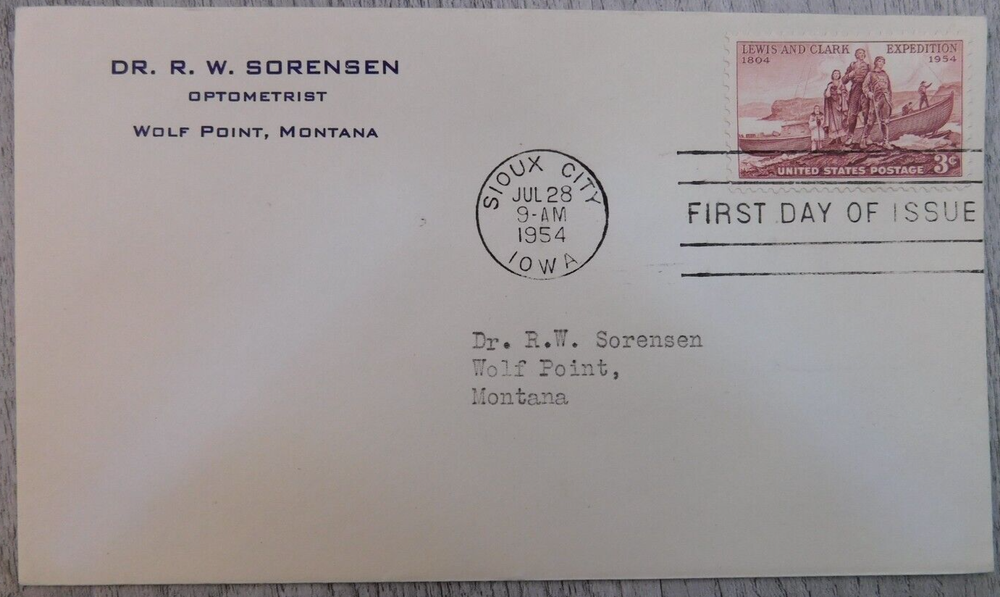 DR. R. W. SORENSEN
OPTOMETRIST
WOLF POINT, MONTANA
LEWIS AND CLARK EXPEDITION
1804 1954
3¢
UNITED STATES POSTAGE
SIOUX CITY
JUL 28
9-AM
1954
IOWA
FIRST DAY OF ISSUE
Dr. R.W. Sorensen
Wolf Point,
Montana